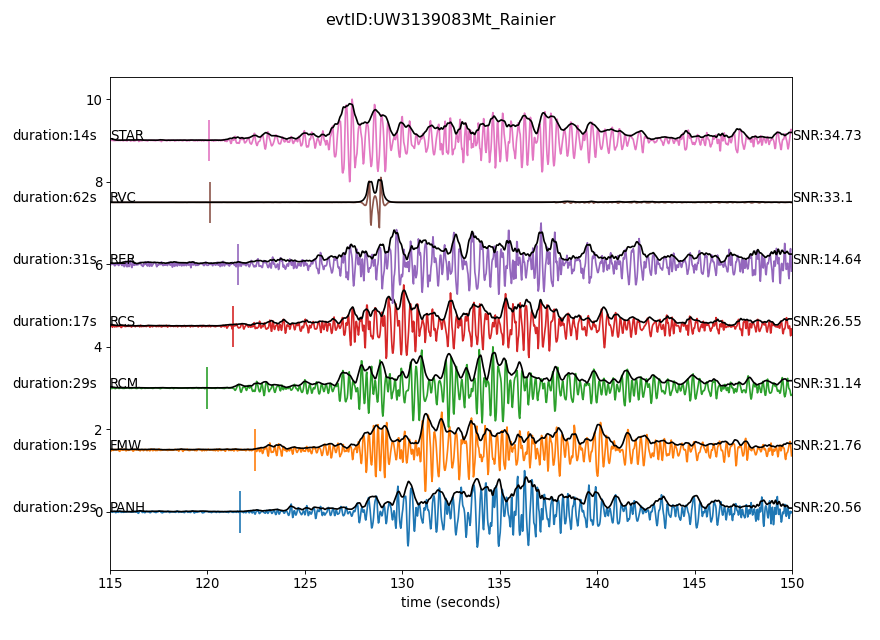 evtID:UW3139083Mt_Rainier
10
duration:14s STAR SNR:34.73
8
duration:62s RVC SNR:33.1
duration:31s RER SNR:14.64
6
duration:17s RCS SNR:26.55
4
duration:29s RCM SNR:31.14
2
duration:19s FMW SNR:21.76
duration:29s PANH SNR:20.56
0
115 120 125 130 135 140 145 150
time (seconds)